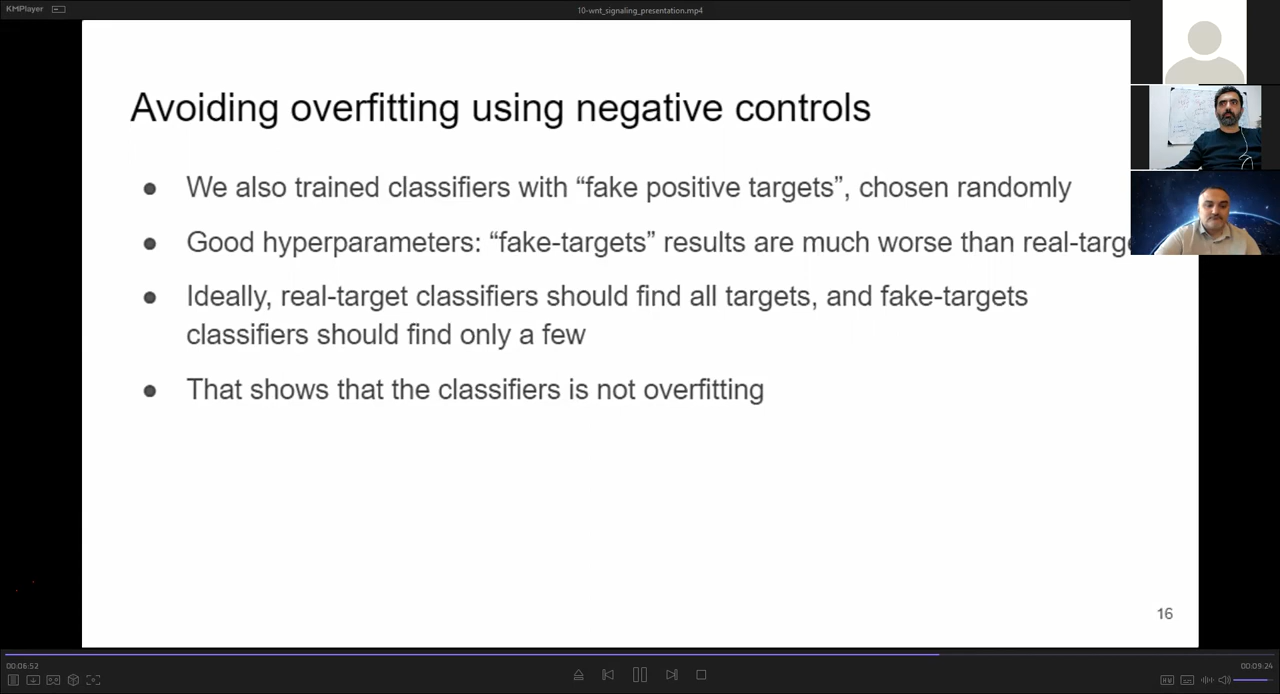 KMPlayer
10-wnt_signaling_presentation.mp4
Avoiding overfitting using negative controls
● We also trained classifiers with “fake positive targets”, chosen randomly
● Good hyperparameters: “fake-targets” results are much worse than real-targe
● Ideally, real-target classifiers should find all targets, and fake-targets
classifiers should find only a few
● That shows that the classifiers is not overfitting
16
00:06:52
00:09:24